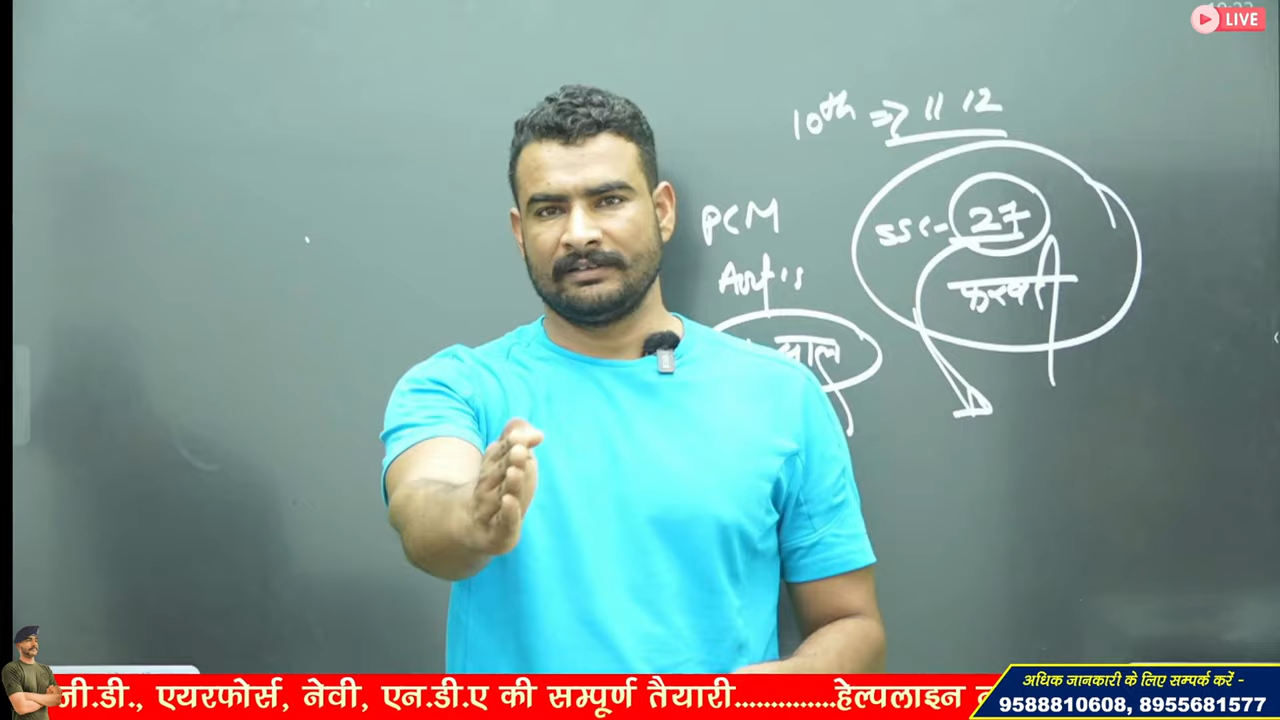 LIVE
10th => 11 12
PCM
SSC - 27
Arts
फरवरी
साल
जी.डी., एयरफोर्स, नेवी, एन.डी.ए की सम्पूर्ण तैयारी..............हेल्पलाइन
अधिक जानकारी के लिए सम्पर्क करें -
9588810608, 8955681577